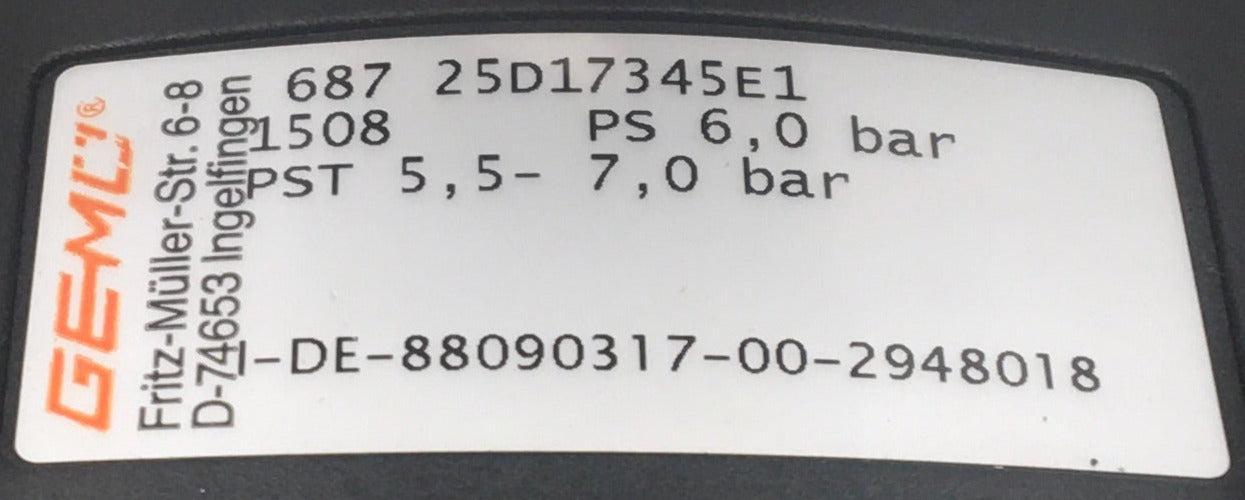 GEMÜ®
Fritz-Müller-Str. 6-8
D-74653 Ingelfingen
687 25D17345E1
1508 PS 6,0 bar
PST 5,5- 7,0 bar
I-DE-88090317-00-2948018